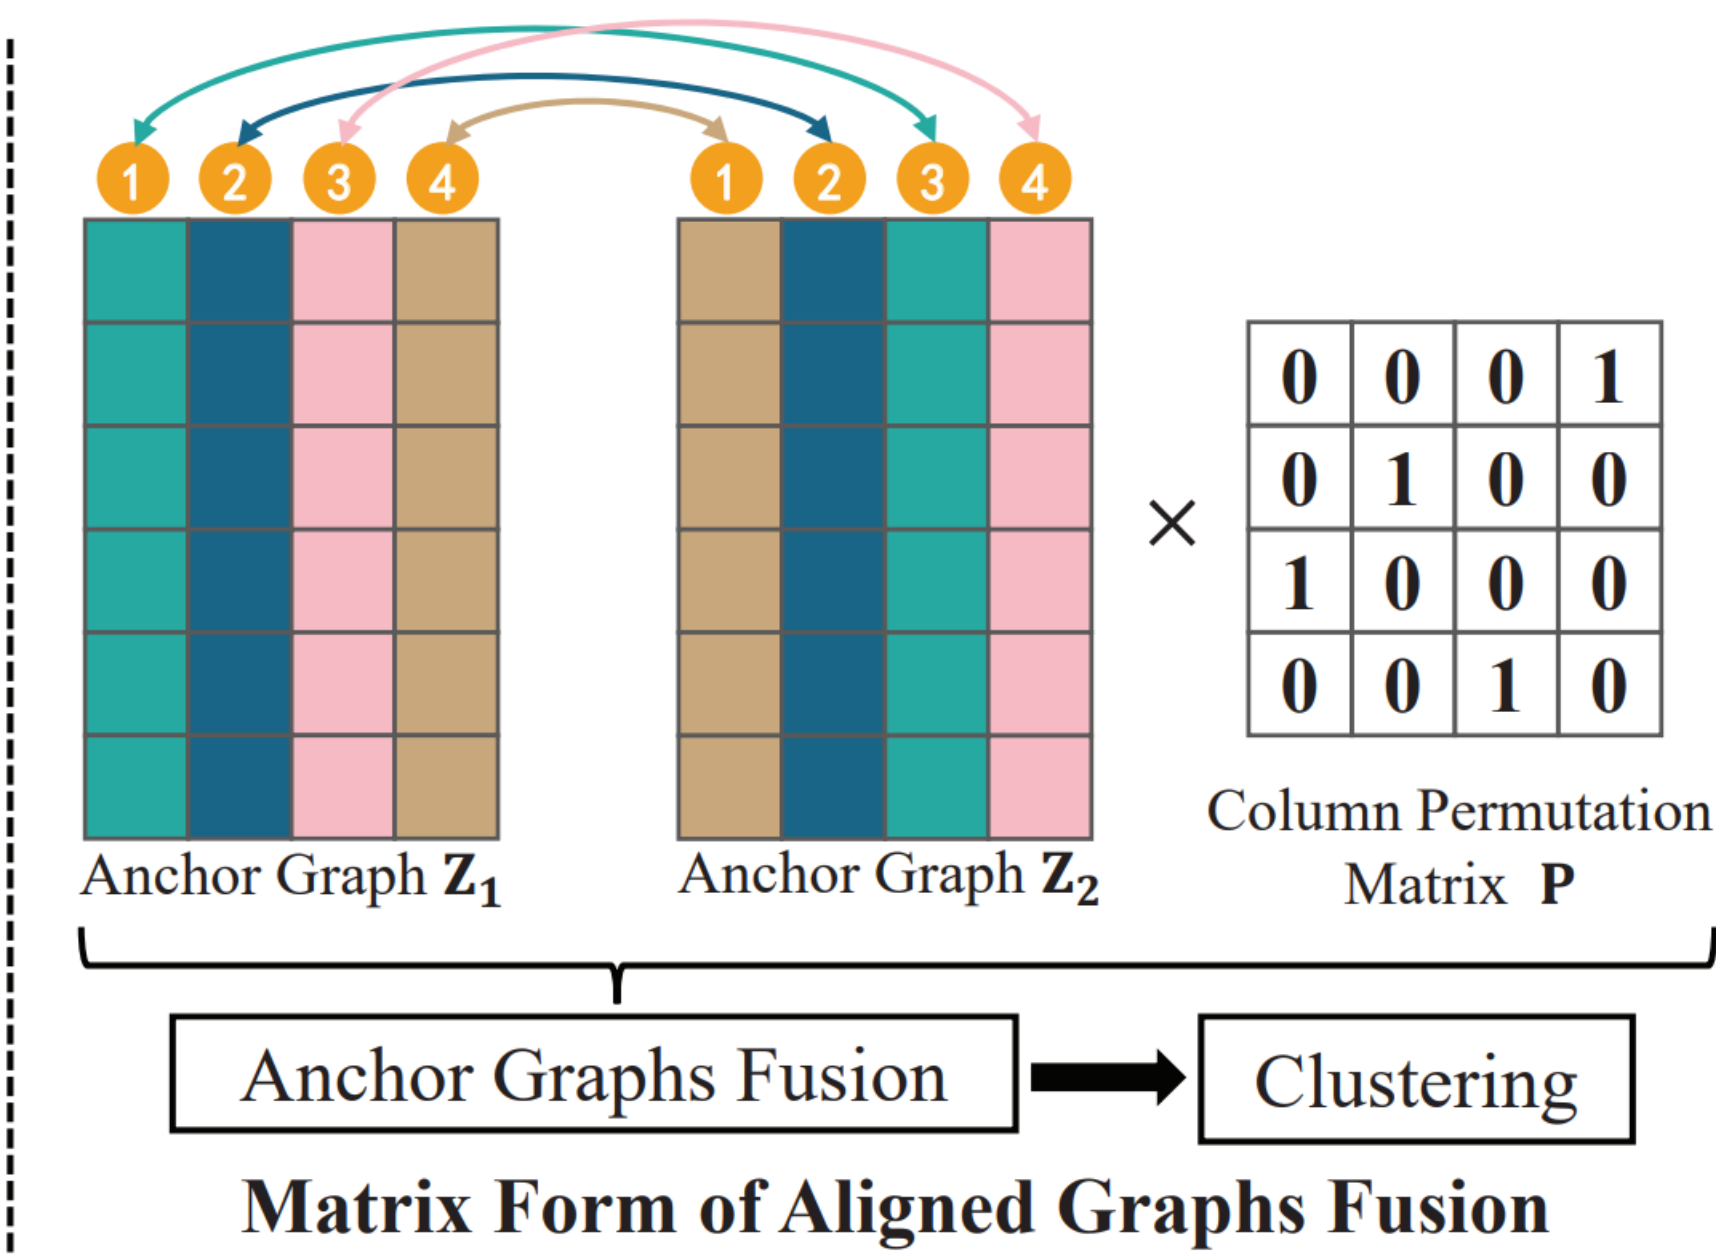 1 2 3 4 1 2 3 4
0 0 0 1
0 1 0 0
×
1 0 0 0
0 0 1 0
Column Permutation
Matrix P
Anchor Graph Z₁
Anchor Graph Z₂
Anchor Graphs Fusion
Clustering
Matrix Form of Aligned Graphs Fusion